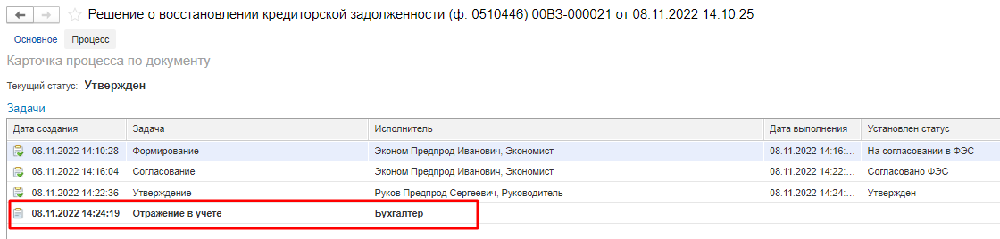 Решение о восстановлении кредиторской задолженности (ф. 0510446) 00ВЗ-000021 от 08.11.2022 14:10:25
Основное Процесс
Карточка процесса по документу
Текущий статус: Утвержден
Задачи
Дата создания Задача Исполнитель Дата выполнения Установлен статус
08.11.2022 14:10:28 Формирование Эконом Предпрод Иванович, Экономист 08.11.2022 14:16:... На согласовании в ФЭС
08.11.2022 14:16:04 Согласование Эконом Предпрод Иванович, Экономист 08.11.2022 14:22:... Согласовано ФЭС
08.11.2022 14:22:36 Утверждение Руков Предпрод Сергеевич, Руководитель 08.11.2022 14:24:... Утвержден
08.11.2022 14:24:19 Отражение в учете Бухгалтер